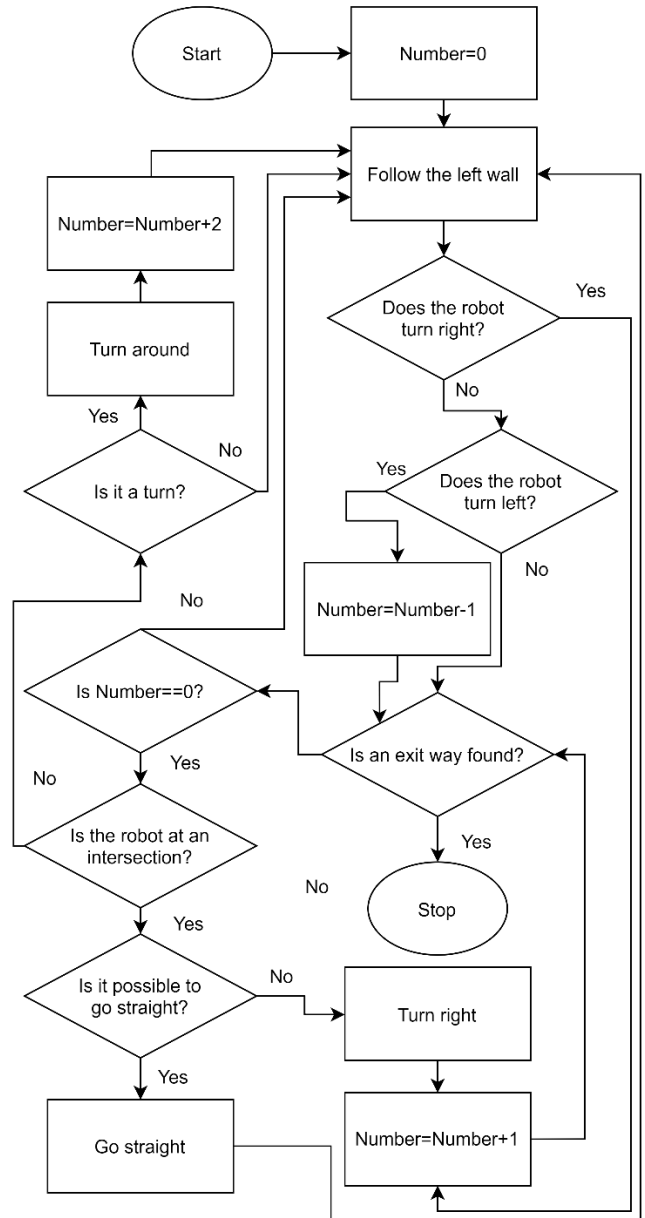 Start
Number=0
Follow the left wall
Number=Number+2
Does the robot
turn right?
Yes
Turn around
No
Yes
No
Is it a turn?
Yes
Does the robot
turn left?
No
No
Number=Number-1
Is Number==0?
Is an exit way found?
Yes
No
Is the robot at an
intersection?
Yes
No
Stop
Yes
Is it possible to
go straight?
No
Turn right
Yes
Go straight
Number=Number+1